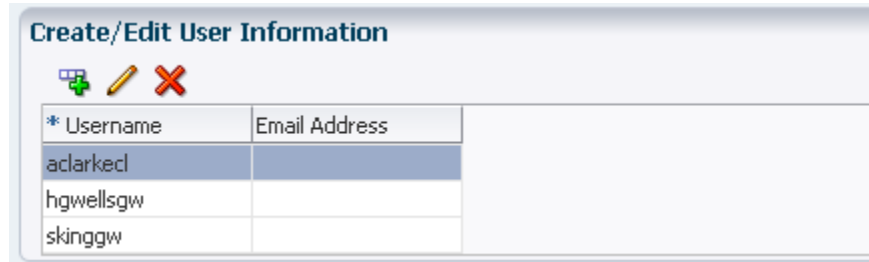 Create/Edit User Information
* Username Email Address
aclarkecl
hgwellsgw
skinggw